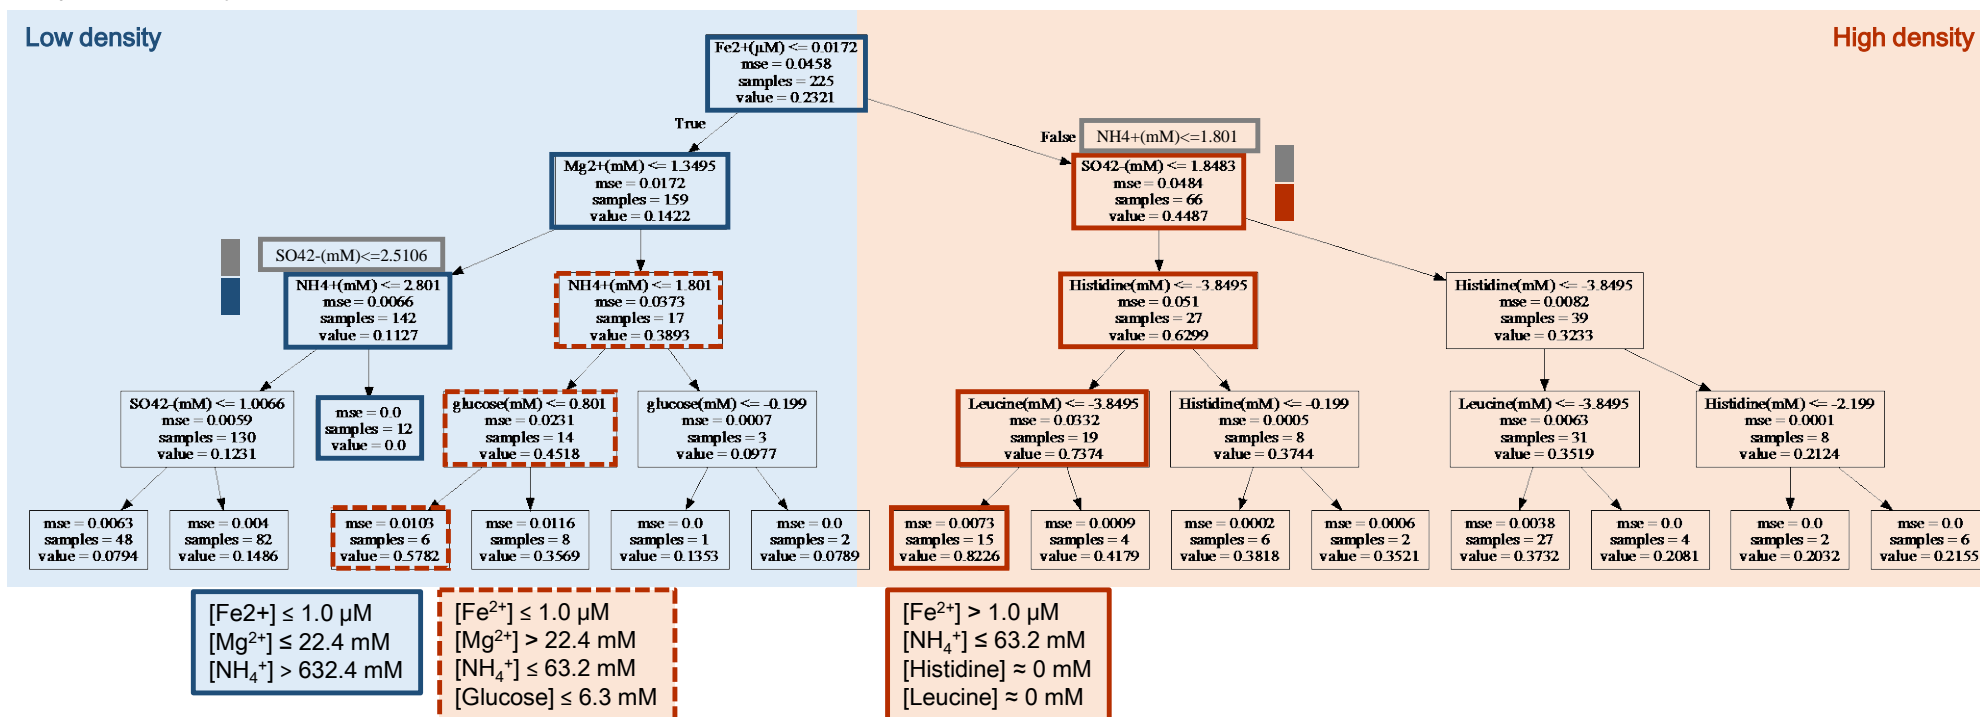 Low density
High density
Fe2+(μM) <= 0.0172
mse = 0.0458
samples = 225
value = 0.2321
True
False
NH4+(mM)<=1.801
Mg2+(mM) <= 1.3495
mse = 0.0172
samples = 159
value = 0.1422
SO42-(mM) <= 1.8483
mse = 0.0484
samples = 66
value = 0.4487
SO42-(mM)<=2.5106
NH4+(mM) <= 2.801
mse = 0.0066
samples = 142
value = 0.1127
NH4+(mM) <= 1.801
mse = 0.0373
samples = 17
value = 0.3893
Histidine(mM) <= -3.8495
mse = 0.051
samples = 27
value = 0.6299
Histidine(mM) <= -3.8495
mse = 0.0082
samples = 39
value = 0.3233
SO42-(mM) <= 1.0066
mse = 0.0059
samples = 130
value = 0.1231
mse = 0.0
samples = 12
value = 0.0
glucose(mM) <= 0.801
mse = 0.0231
samples = 14
value = 0.4518
glucose(mM) <= -0.199
mse = 0.0007
samples = 3
value = 0.0977
Leucine(mM) <= -3.8495
mse = 0.0332
samples = 19
value = 0.7374
Histidine(mM) <= -0.199
mse = 0.0005
samples = 8
value = 0.3744
Leucine(mM) <= -3.8495
mse = 0.0063
samples = 31
value = 0.3519
Histidine(mM) <= -2.199
mse = 0.0001
samples = 8
value = 0.2124
mse = 0.0063
samples = 48
value = 0.0794
mse = 0.004
samples = 82
value = 0.1486
mse = 0.0103
samples = 6
value = 0.5782
mse = 0.0116
samples = 8
value = 0.3569
mse = 0.0
samples = 1
value = 0.1353
mse = 0.0
samples = 2
value = 0.0789
mse = 0.0073
samples = 15
value = 0.8226
mse = 0.0009
samples = 4
value = 0.4179
mse = 0.0002
samples = 6
value = 0.3818
mse = 0.0006
samples = 2
value = 0.3521
mse = 0.0038
samples = 27
value = 0.3732
mse = 0.0
samples = 4
value = 0.2081
mse = 0.0
samples = 2
value = 0.2032
mse = 0.0
samples = 6
value = 0.2155
[Fe2+] ≤ 1.0 μM
[Mg²⁺] ≤ 22.4 mM
[NH₄⁺] > 632.4 mM
[Fe²⁺] ≤ 1.0 μM
[Mg²⁺] > 22.4 mM
[NH₄⁺] ≤ 63.2 mM
[Glucose] ≤ 6.3 mM
[Fe²⁺] > 1.0 μM
[NH₄⁺] ≤ 63.2 mM
[Histidine] ≈ 0 mM
[Leucine] ≈ 0 mM